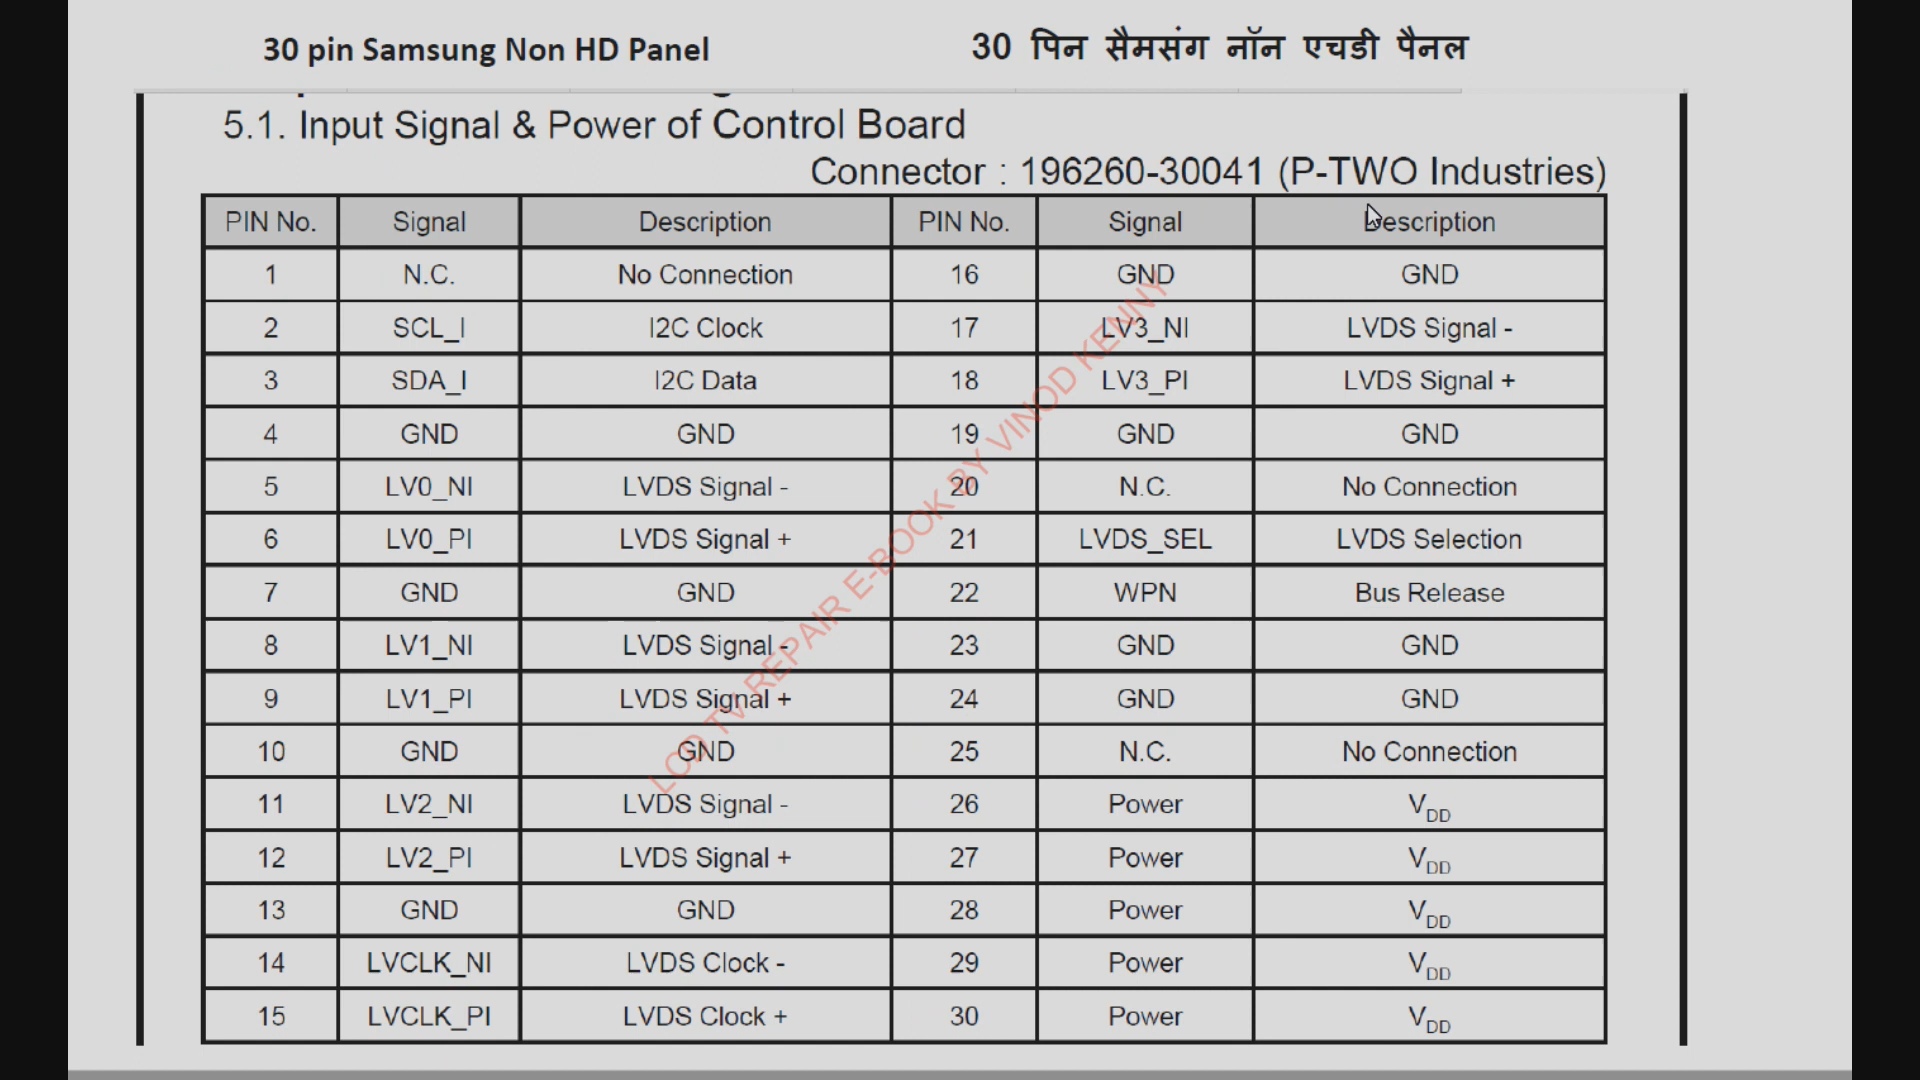 30 pin Samsung Non HD Panel 30 पिन सैमसंग नॉन एचडी पैनल
5.1. Input Signal & Power of Control Board
Connector : 196260-30041 (P-TWO Industries)
PIN No. Signal Description PIN No. Signal Description
1 N.C. No Connection 16 GND GND
2 SCL_I I2C Clock 17 LV3_NI LVDS Signal -
3 SDA_I I2C Data 18 LV3_PI LVDS Signal +
4 GND GND 19 GND GND
5 LV0_NI LVDS Signal - 20 N.C. No Connection
6 LV0_PI LVDS Signal + 21 LVDS_SEL LVDS Selection
7 GND GND 22 WPN Bus Release
8 LV1_NI LVDS Signal - 23 GND GND
9 LV1_PI LVDS Signal + 24 GND GND
10 GND GND 25 N.C. No Connection
11 LV2_NI LVDS Signal - 26 Power VDD
12 LV2_PI LVDS Signal + 27 Power VDD
13 GND GND 28 Power VDD
14 LVCLK_NI LVDS Clock - 29 Power VDD
15 LVCLK_PI LVDS Clock + 30 Power VDD
LCD TV REPAIR E-BOOK BY VINOD KENNY